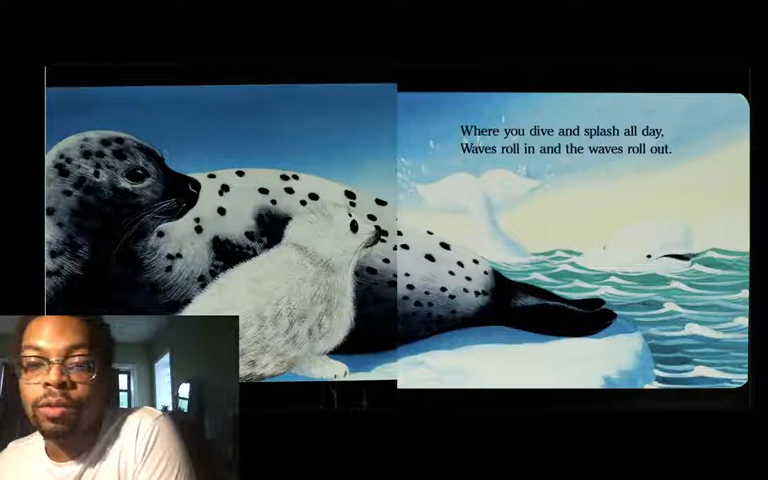 Where you dive and splash all day,
Waves roll in and the waves roll out.